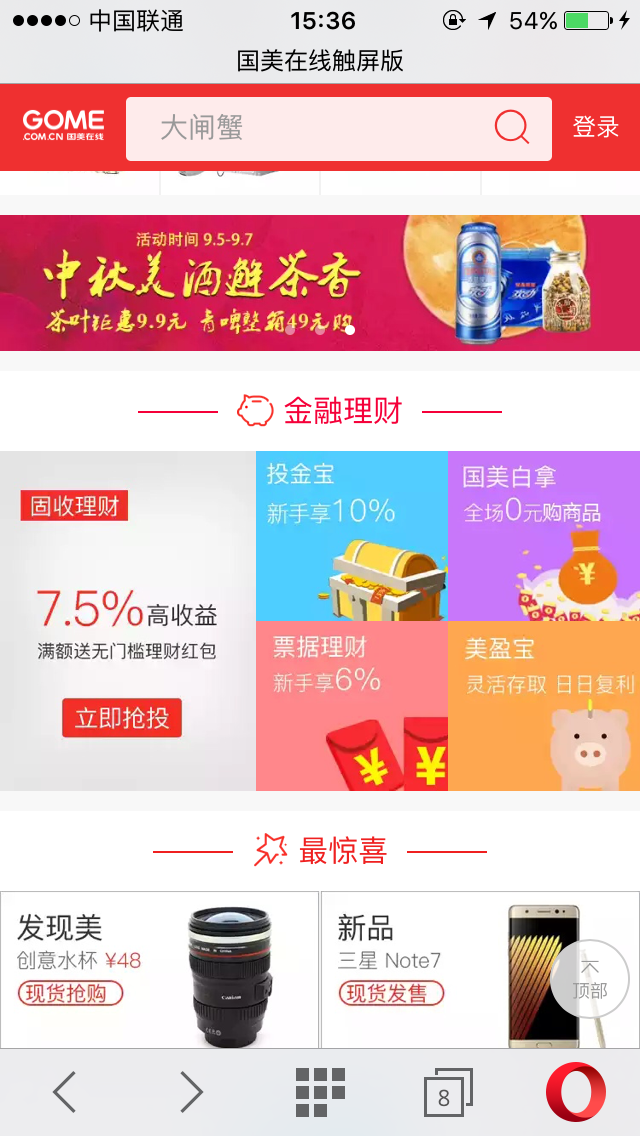 中国联通 15:36 54%
国美在线触屏版
GOME
.COM.CN 国美在线
大闸蟹
登录
活动时间 9.5-9.7
中秋美酒邂茶香
茶叶钜惠9.9元 青啤整箱49元购
金融理财
固收理财
7.5%高收益
满额送无门槛理财红包
立即抢投
投金宝
新手享10%
国美白拿
全场0元购商品
¥
票据理财
新手享6%
¥ ¥
美盈宝
灵活存取 日日复利
最惊喜
发现美
创意水杯 ¥48
现货抢购
Canon
新品
三星 Note7
现货发售
顶部
8